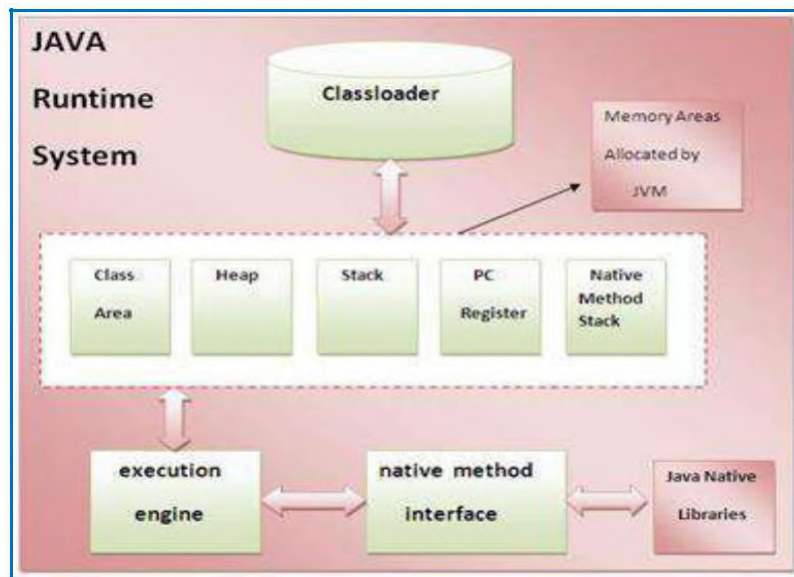 JAVA
Runtime
System
Classloader
Memory Areas
Allocated by
JVM
Class
Area
Heap
Stack
PC
Register
Native
Method
Stack
execution
engine
native method
interface
Java Native
Libraries